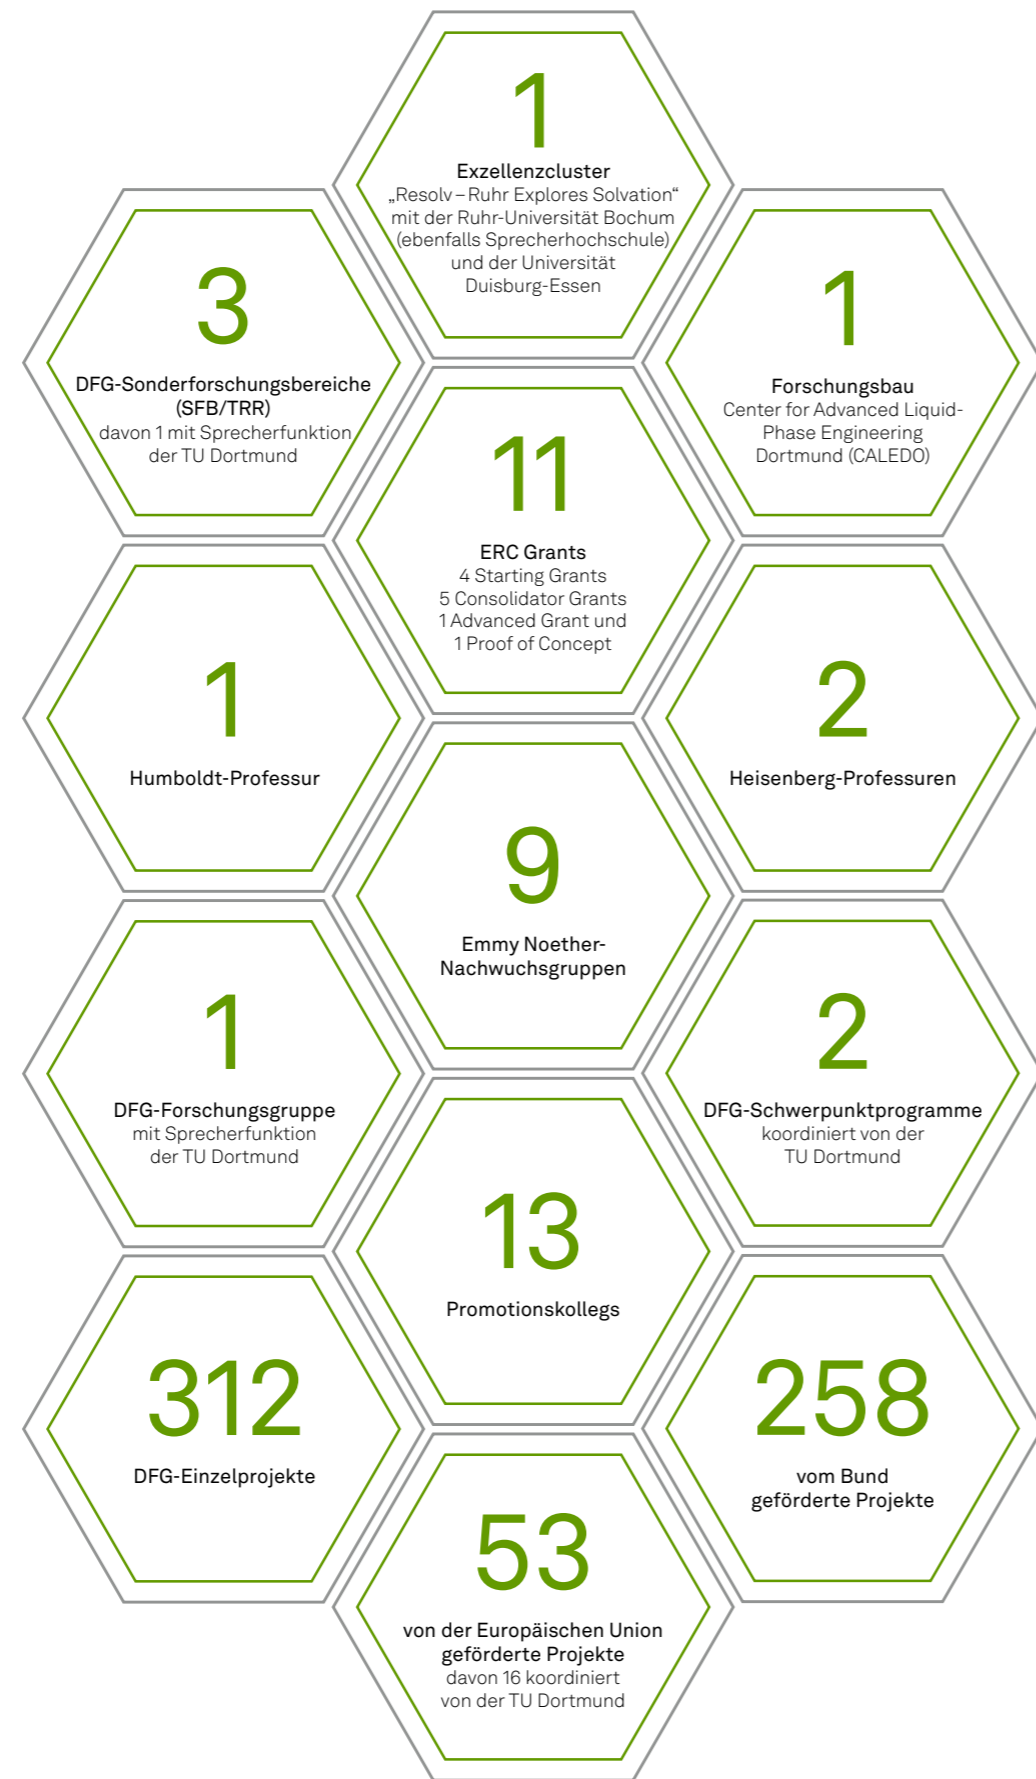 1
Exzellenzcluster
„Resolv – Ruhr Explores Solvation“
mit der Ruhr-Universität Bochum
(ebenfalls Sprecherhochschule)
und der Universität
Duisburg-Essen
3
DFG-Sonderforschungsbereiche
(SFB/TRR)
davon 1 mit Sprecherfunktion
der TU Dortmund
1
Forschungsbau
Center for Advanced Liquid-
Phase Engineering
Dortmund (CALEDO)
11
ERC Grants
4 Starting Grants
5 Consolidator Grants
1 Advanced Grant und
1 Proof of Concept
1
Humboldt-Professur
2
Heisenberg-Professuren
9
Emmy Noether-
Nachwuchsgruppen
1
DFG-Forschungsgruppe
mit Sprecherfunktion
der TU Dortmund
2
DFG-Schwerpunktprogramme
koordiniert von der
TU Dortmund
13
Promotionskollegs
312
DFG-Einzelprojekte
258
vom Bund
geförderte Projekte
53
von der Europäischen Union
geförderte Projekte
davon 16 koordiniert
von der TU Dortmund